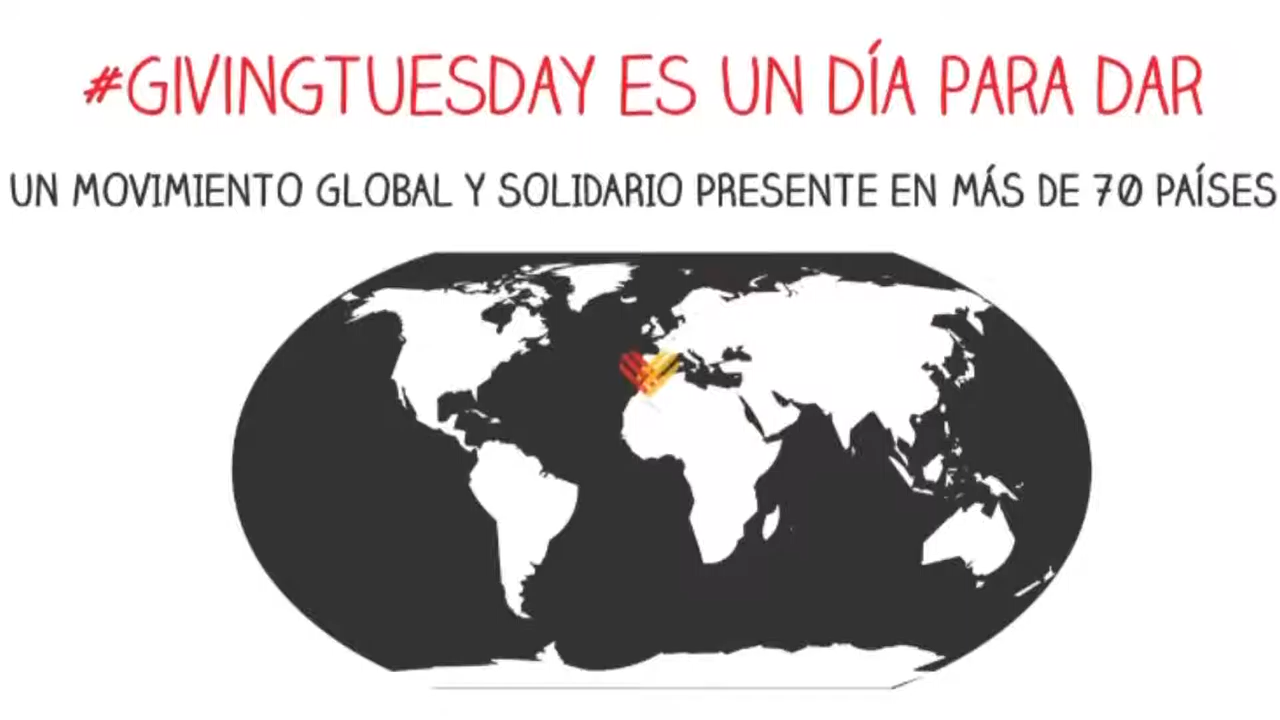 #GIVINGTUESDAY ES UN DÍA PARA DAR
UN MOVIMIENTO GLOBAL Y SOLIDARIO PRESENTE EN MÁS DE 70 PAÍSES